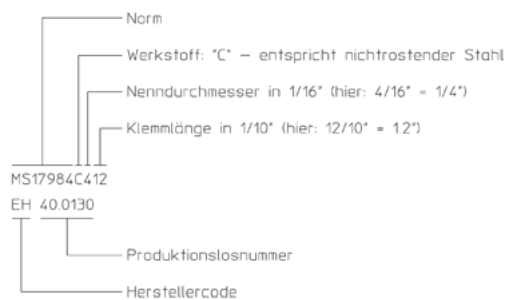 Norm
Werkstoff: "C" – entspricht nichtrostender Stahl
Nenndurchmesser in 1/16" (hier: 4/16" = 1/4")
Klemmlänge in 1/10" (hier: 12/10" = 1.2")
MS17984C412
EH 40.0130
Produktionslosnummer
Herstellercode